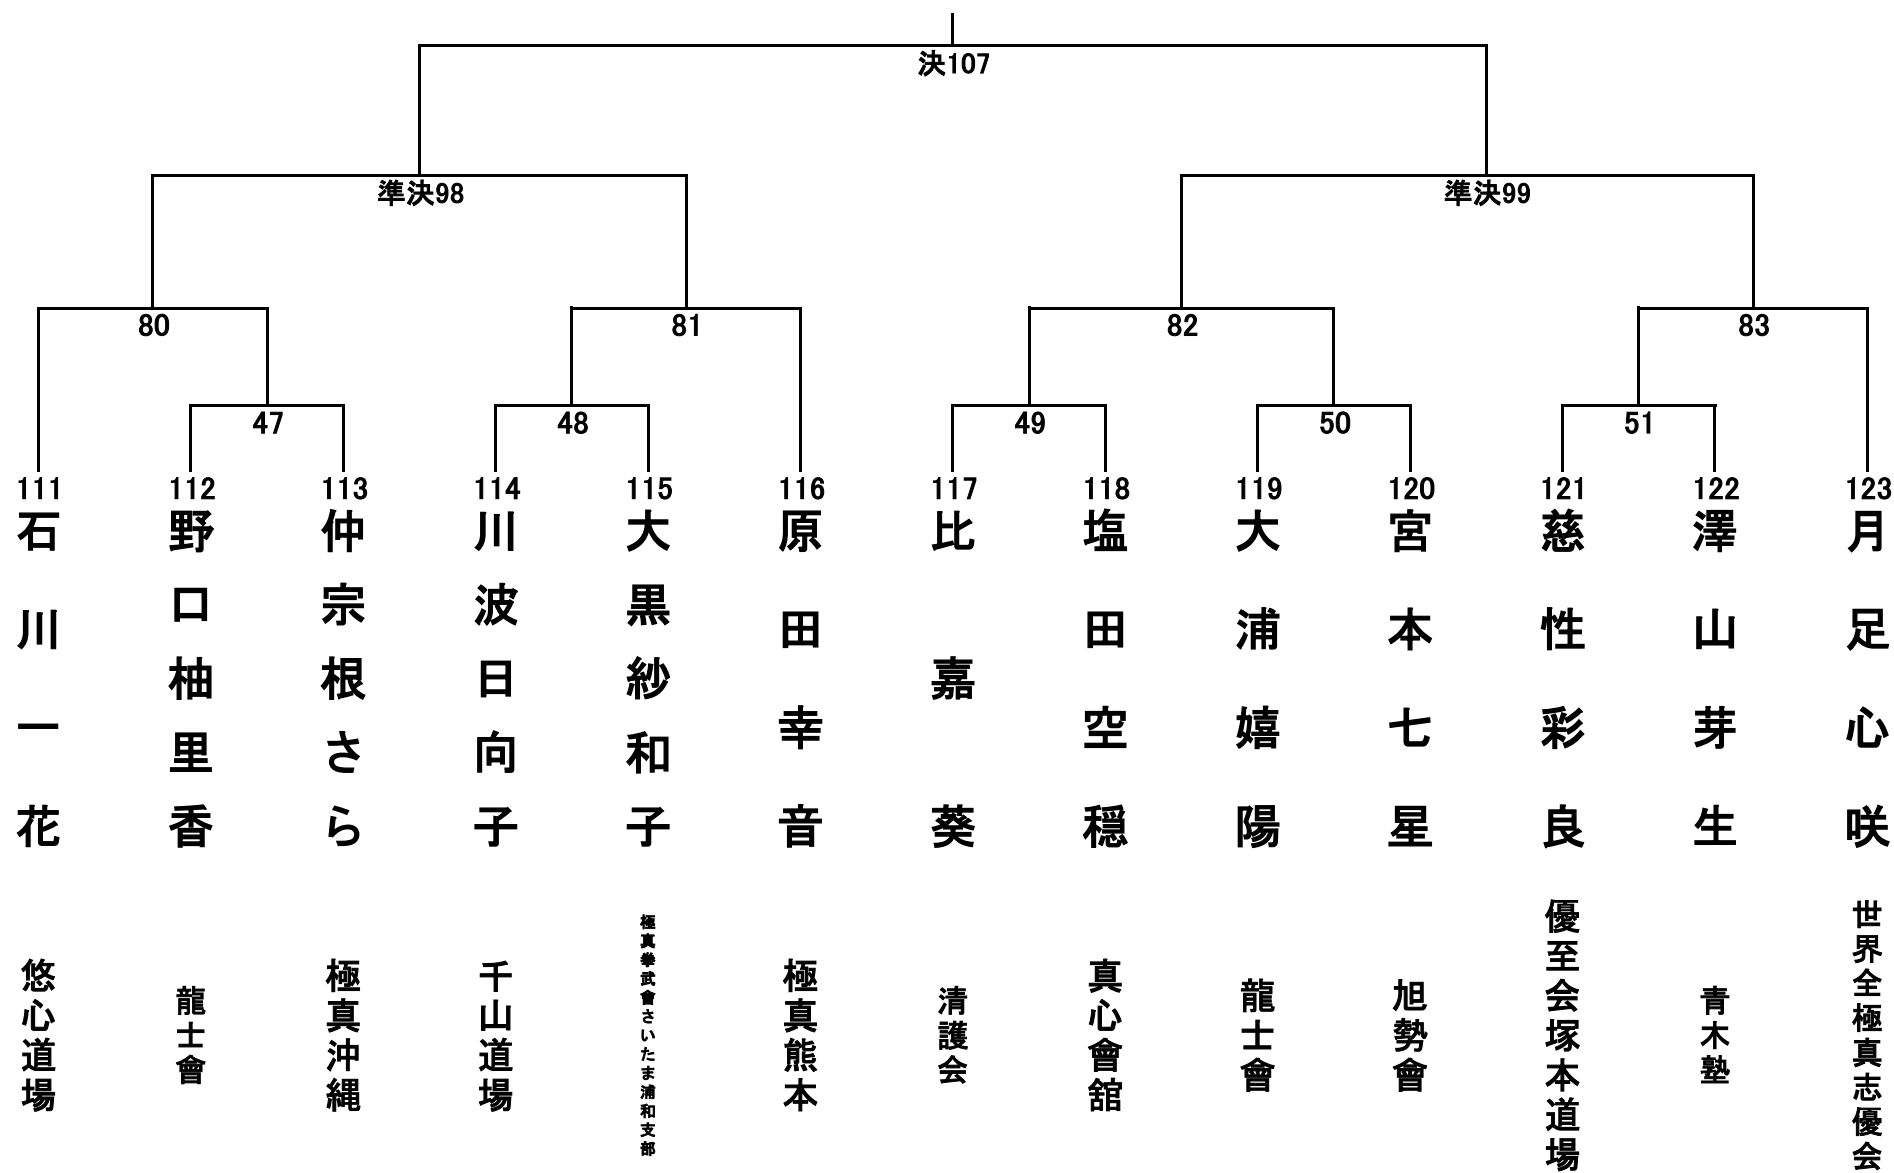 決107
準決98
準決99
80
81
82
83
47
48
49
50
51
111
112
113
114
115
116
117
118
119
120
121
122
123
石川一花
野口柚里香
仲宗根さら
川波日向子
大黒紗和子
原田幸音
比嘉葵
塩田空穏
大浦嬉陽
宮本七星
慈性彩良
澤山芽生
月足心咲
悠心道場
龍士會
極真沖縄
千山道場
極真拳武會さいたま浦和支部
極真熊本
清護会
真心會舘
龍士會
旭勢會
優至会塚本道場
青木塾
世界全極真志優会